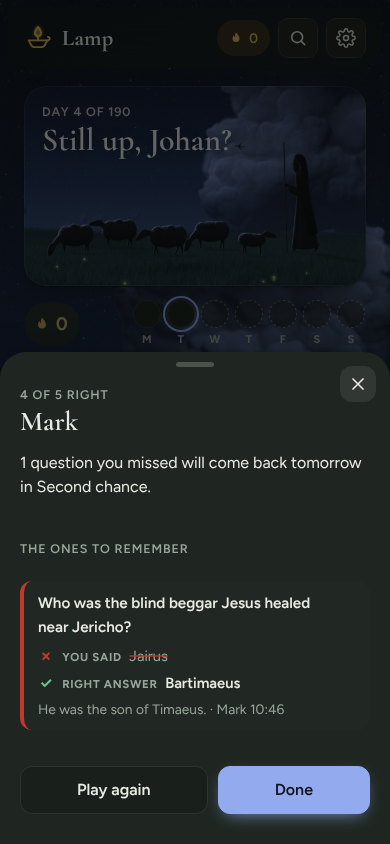 Lamp
0
DAY 4 OF 190
Still up, Johan?
0
M T W T F S S
4 OF 5 RIGHT
Mark
1 question you missed will come back tomorrow
in Second chance.
THE ONES TO REMEMBER
Who was the blind beggar Jesus healed
near Jericho?
YOU SAID Jairus
RIGHT ANSWER Bartimaeus
He was the son of Timaeus. · Mark 10:46
Play again
Done